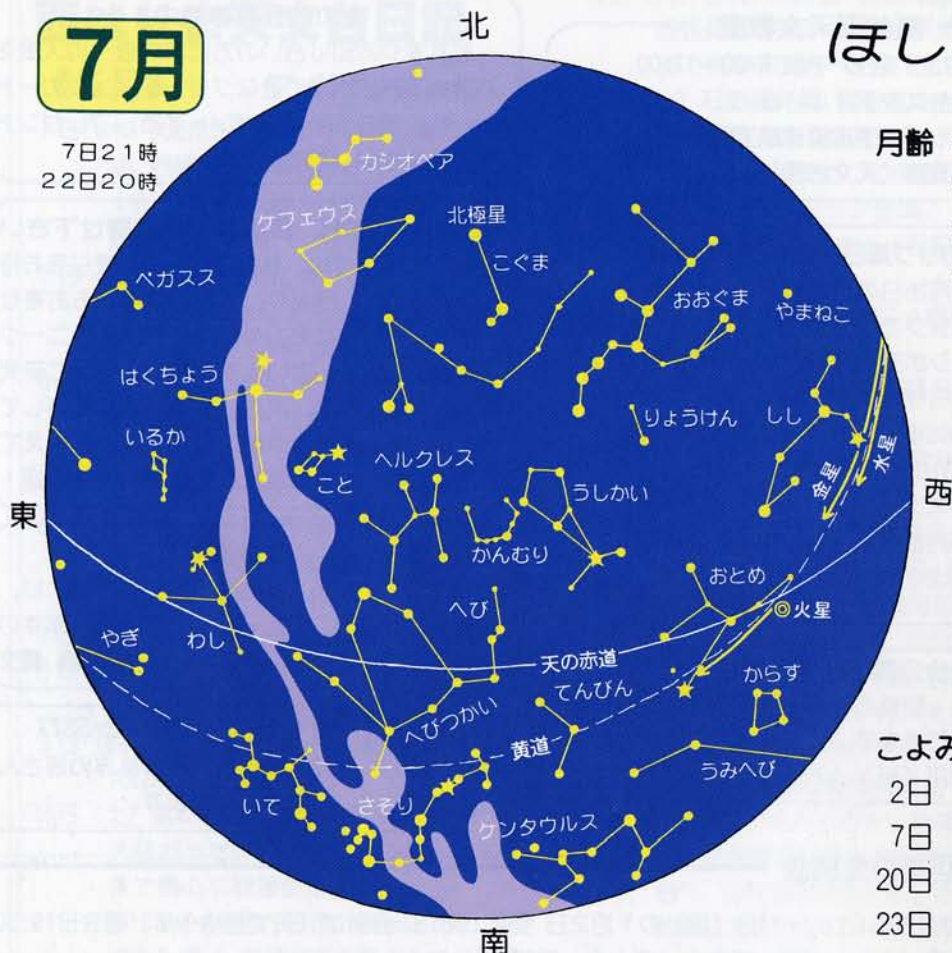 7月
7日21時
22日20時
北
ほし
月齢
カシオペア
ケフェウス
北極星
こぐま
ペガスス
おおぐま
やまねこ
はくちょう
りょうけん
しし
いるか
こと
ヘルクレス
うしかい
金星
水星
東
西
かんむり
おとめ
へび
火星
やぎ
わし
天の赤道
てんびん
からす
へびつかい
黄道
うみへび
いて
さそり
ケンタウルス
南
こよみ
2日
7日
20日
23日